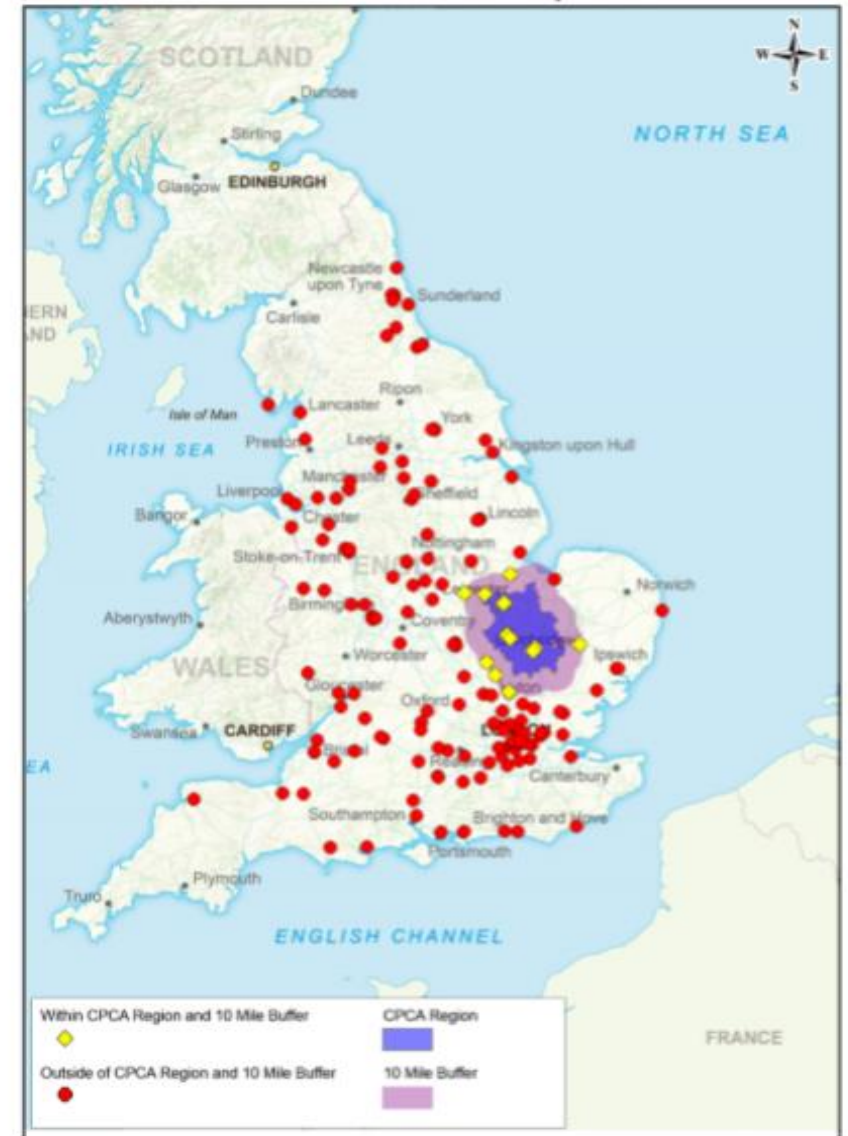 N
W E
S
SCOTLAND
Dundee
NORTH SEA
Stirling
Glasgow
EDINBURGH
Newcastle
upon Tyne
Sunderland
Carlisle
Ripon
Isle of Man
Lancaster
York
IRISH SEA
Preston
Leeds
Kingston upon Hull
Manchester
Liverpool
Sheffield
Bangor
Chester
Lincoln
Nottingham
Stoke-on-Trent
ENGLAND
Norwich
Aberystwyth
Coventry
Worcester
Ipswich
WALES
Gloucester
Oxford
Swansea
CARDIFF
Bristol
Canterbury
Southampton
Brighton and Hove
Portsmouth
Plymouth
Truro
ENGLISH CHANNEL
FRANCE
Within CPCA Region and 10 Mile Buffer
CPCA Region
Outside of CPCA Region and 10 Mile Buffer
10 Mile Buffer